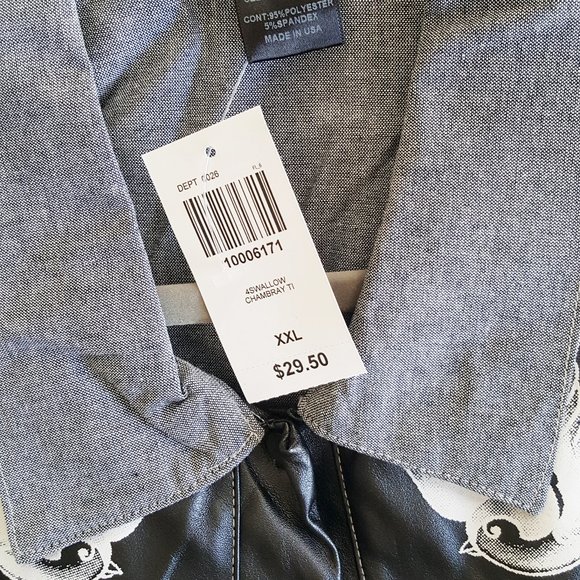 CONT:95%POLYESTER
5%SPANDEX
MADE IN USA
DEPT 0026
10006171
4SWALLOW
CHAMBRAY TI
XXL
$29.50